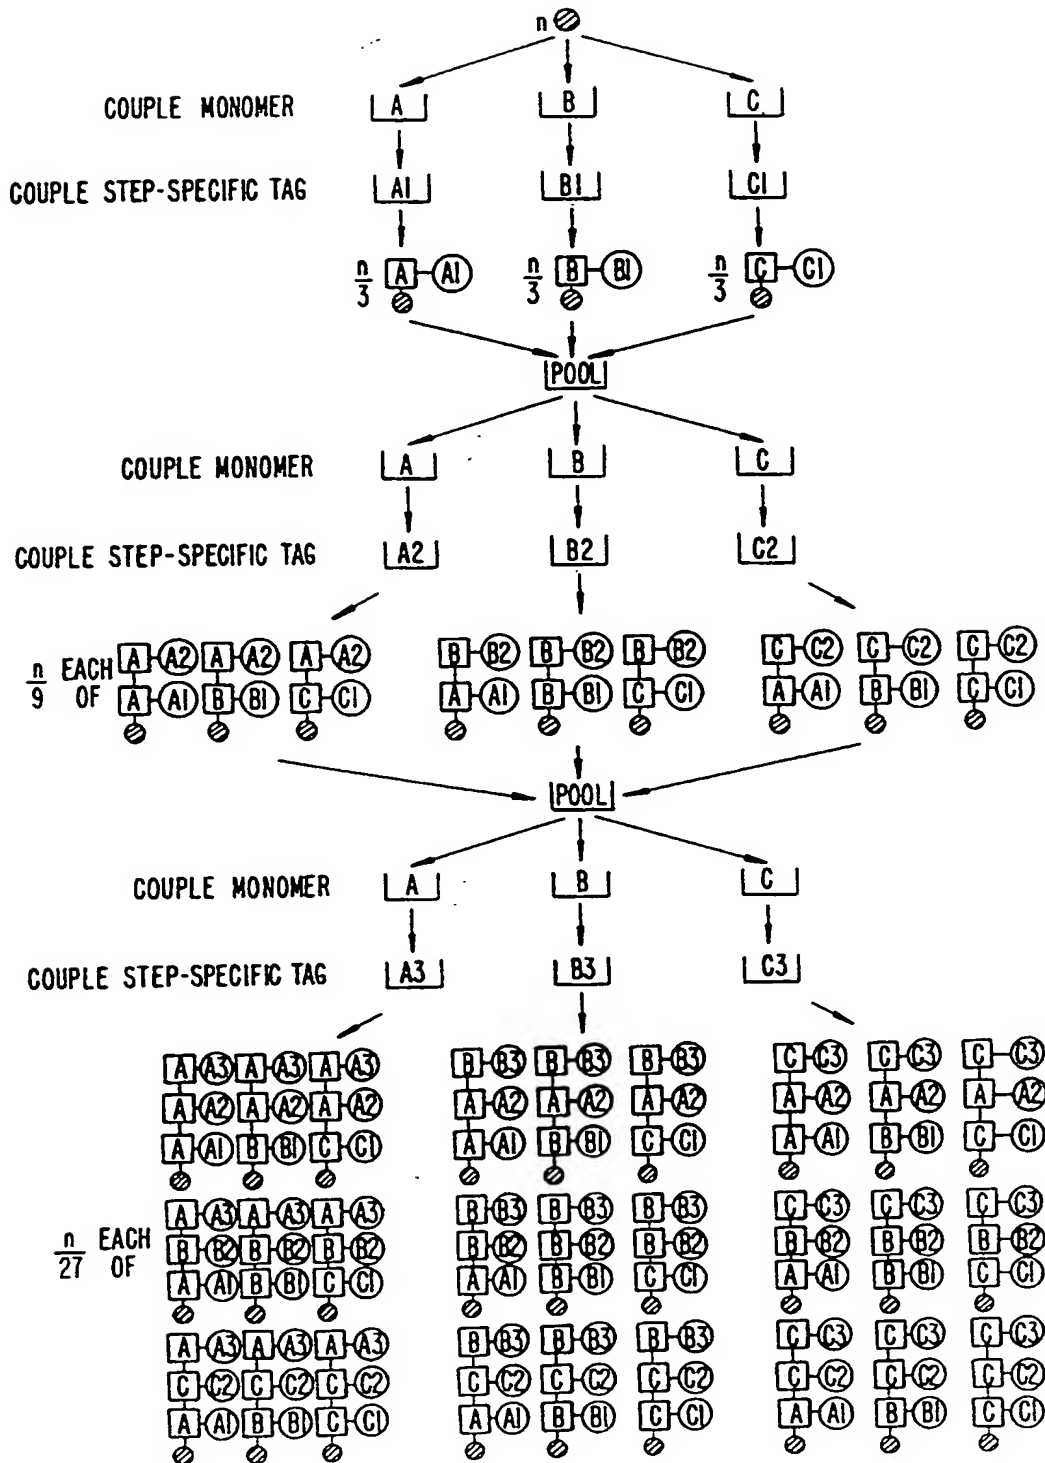 n
COUPLE MONOMER A B C
COUPLE STEP-SPECIFIC TAG A1 B1 C1
n/3 A A1 n/3 B B1 n/3 C C1
POOL
COUPLE MONOMER A B C
COUPLE STEP-SPECIFIC TAG A2 B2 C2
A A2 A A2 A A2 B B2 B B2 B B2 C C2 C C2 C C2
n/9 EACH OF A A1 B B1 C C1 A A1 B B1 C C1 A A1 B B1 C C1
POOL
COUPLE MONOMER A B C
COUPLE STEP-SPECIFIC TAG A3 B3 C3
A A3 A A3 A A3 B B3 B B3 B B3 C C3 C C3 C C3
A A2 A A2 A A2 A A2 A A2 A A2 A A2 A A2 A A2
A A1 B B1 C C1 A A1 B B1 C C1 A A1 B B1 C C1
A A3 A A3 A A3 B B3 B B3 B B3 C C3 C C3 C C3
n/27 EACH OF B B2 B B2 B B2 B B2 B B2 B B2 B B2 B B2 B B2
A A1 B B1 C C1 A A1 B B1 C C1 A A1 B B1 C C1
A A3 A A3 A A3 B B3 B B3 B B3 C C3 C C3 C C3
C C2 C C2 C C2 C C2 C C2 C C2 C C2 C C2 C C2
A A1 B B1 C C1 A A1 B B1 C C1 A A1 B B1 C C1